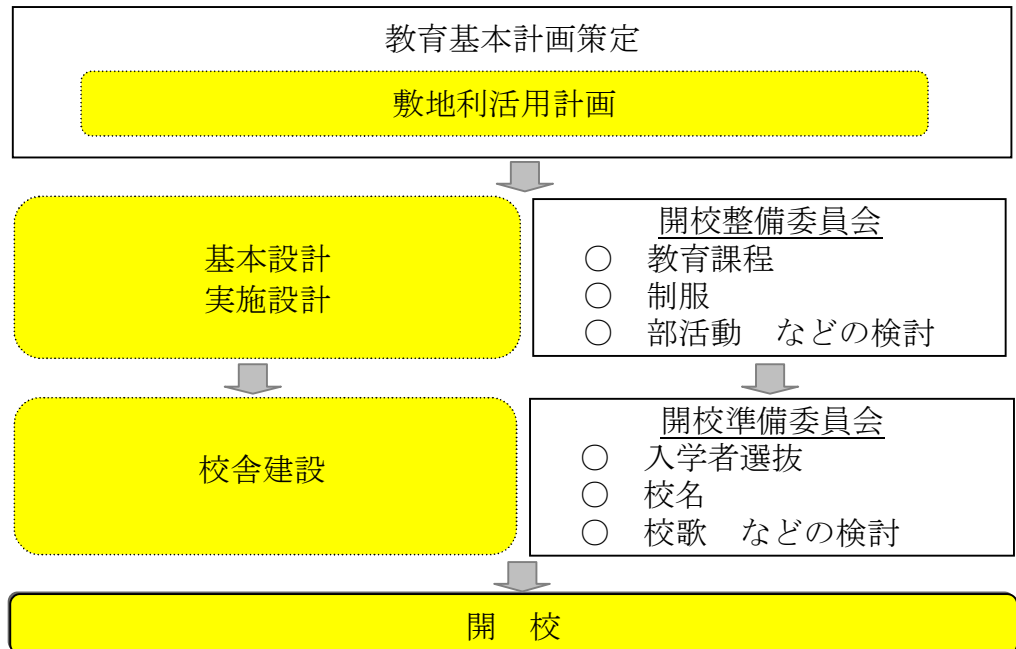 教育基本計画策定
敷地利活用計画
基本設計
実施設計
開校整備委員会
○　教育課程
○　制服
○　部活動　などの検討
校舎建設
開校準備委員会
○　入学者選抜
○　校名
○　校歌　などの検討
開　校